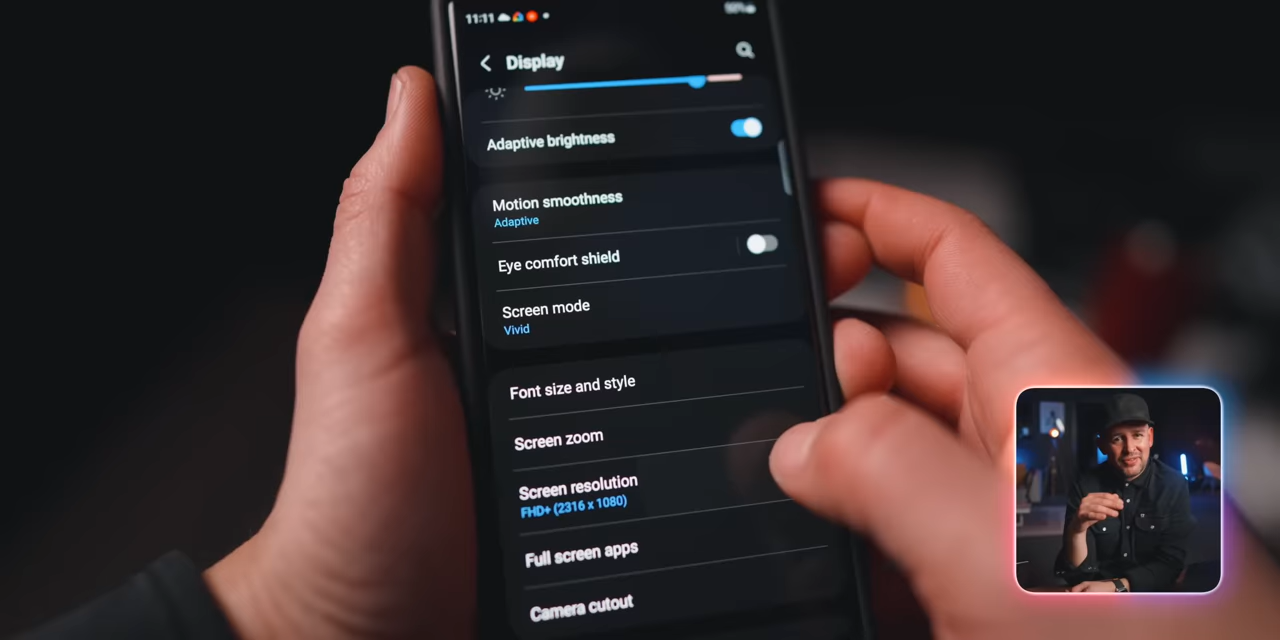 11:11
Display
Adaptive brightness
Motion smoothness
Adaptive
Eye comfort shield
Screen mode
Vivid
Font size and style
Screen zoom
Screen resolution
FHD+ (2316 x 1080)
Full screen apps
Camera cutout